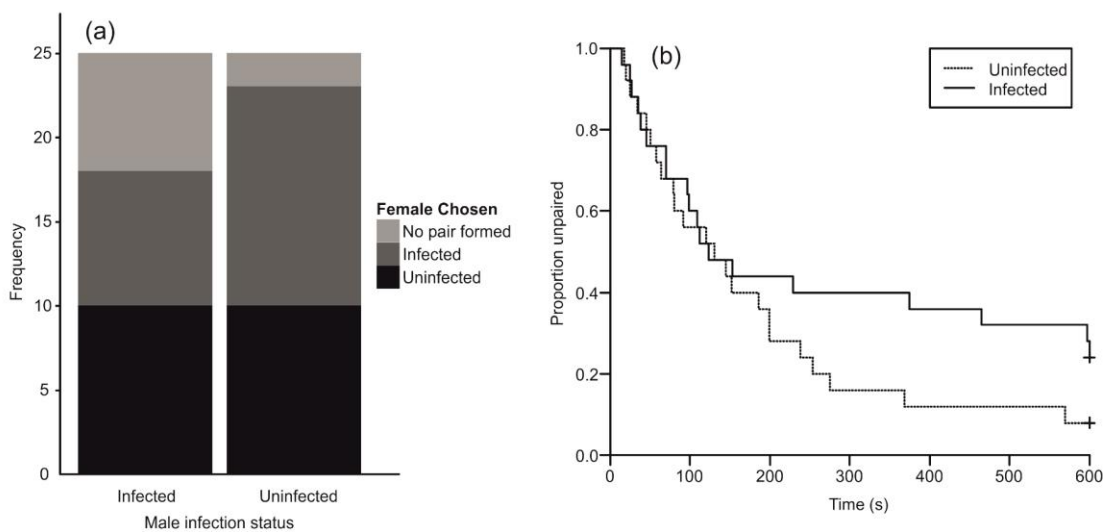 (a)
25
20
15
10
5
0
Frequency
Infected
Uninfected
Male infection status
Female Chosen
No pair formed
Infected
Uninfected
(b)
Uninfected
Infected
1.0
0.8
0.6
0.4
0.2
0.0
Proportion unpaired
0
100
200
300
400
500
600
Time (s)